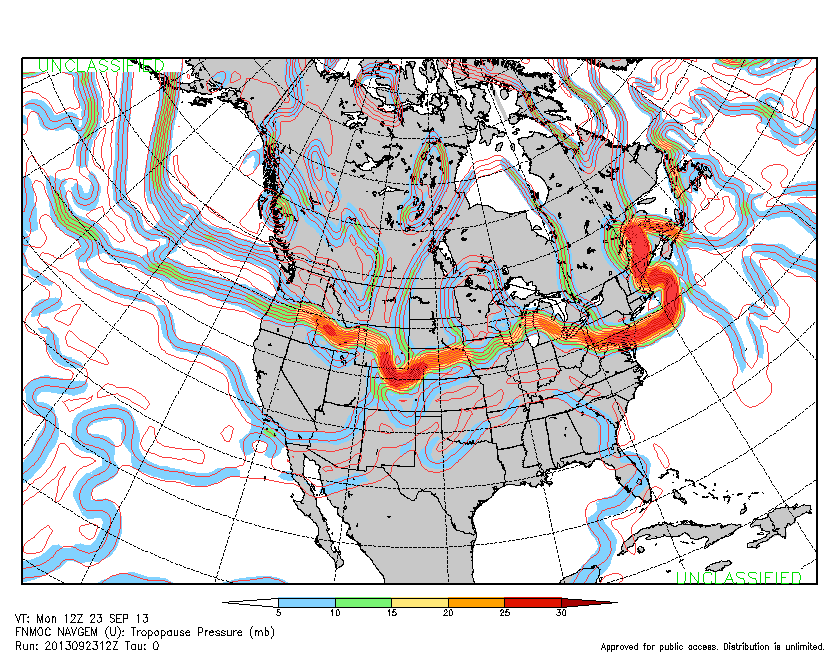 UNCLASSIFIED
UNCLASSIFIED
5 10 15 20 25 30
VT: Mon 12Z 23 SEP 13
FNMOC NAVGEM (U): Tropopause Pressure (mb)
Run: 2013092312Z Tau: 0
Approved for public access. Distribution is unlimited.